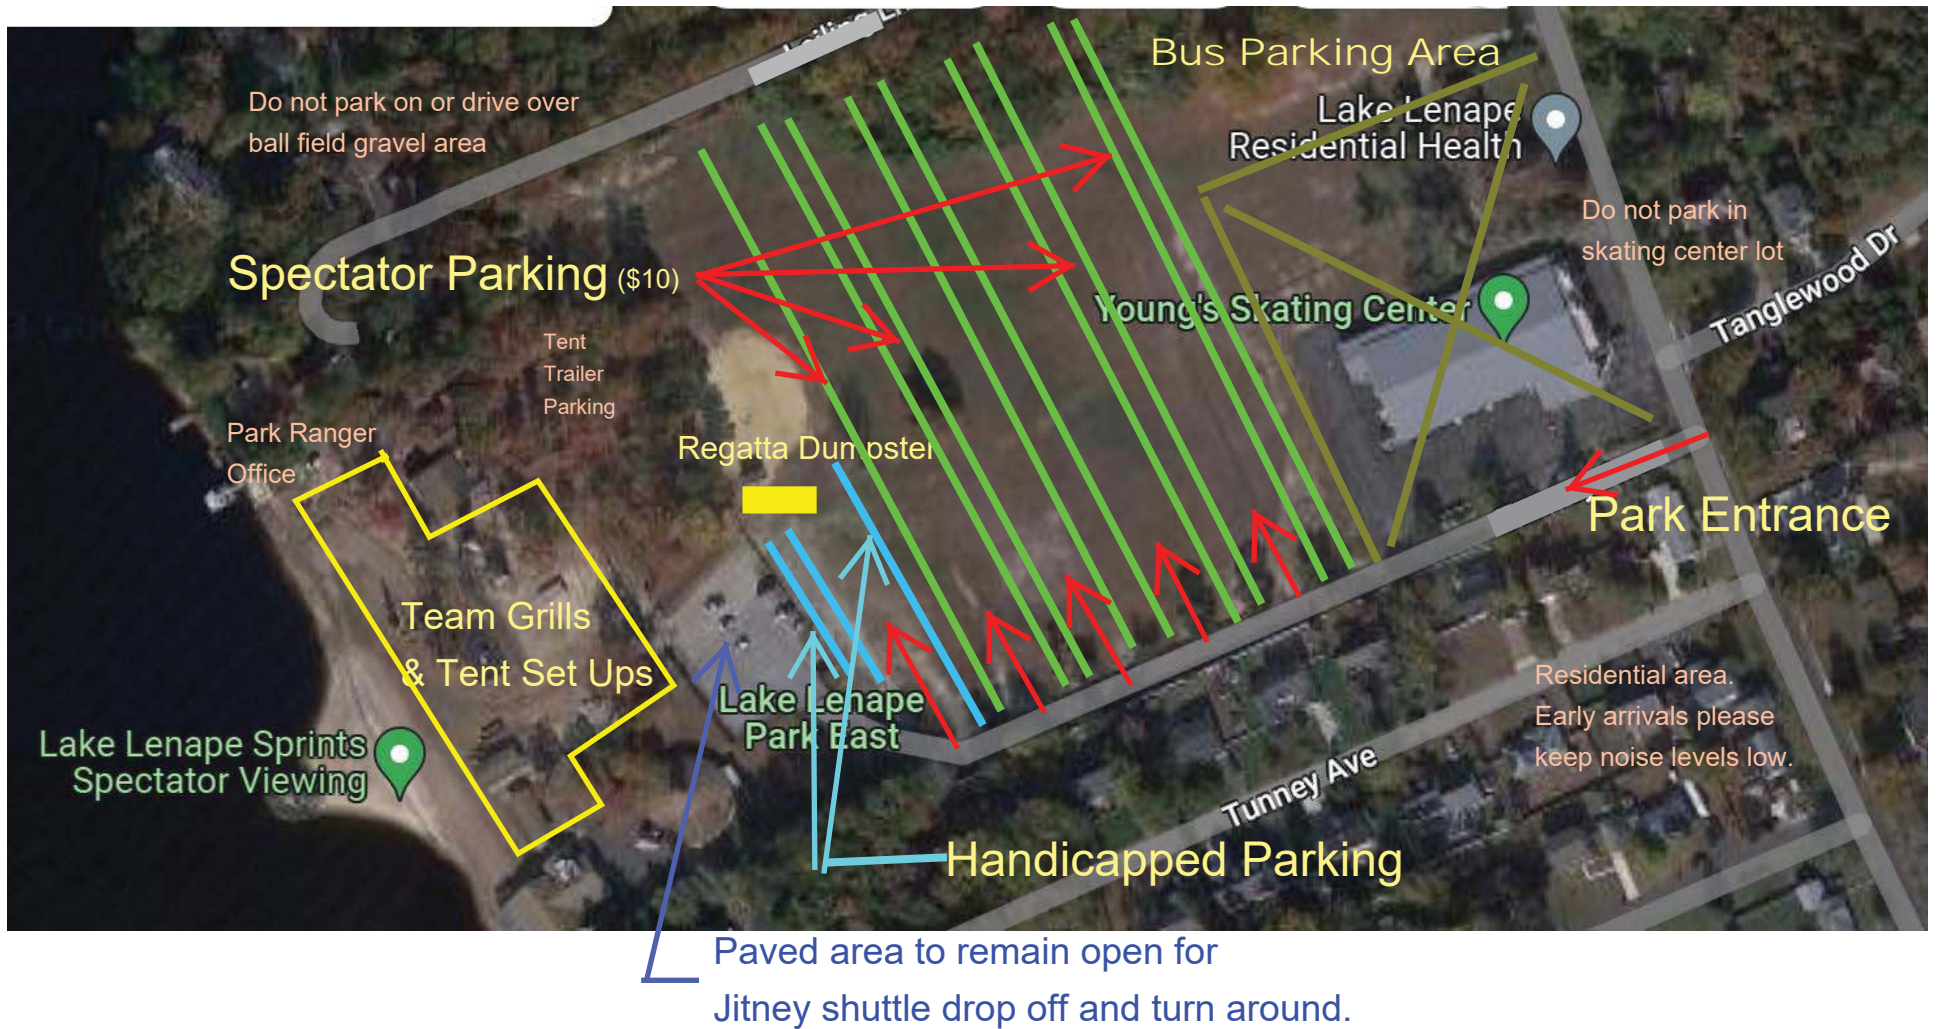 Bus Parking Area
Do not park on or drive over
ball field gravel area
Lake Lenape
Residential Health
Do not park in
skating center lot
Tanglewood Dr
Spectator Parking ($10)
Young's Skating Center
Tent
Trailer
Parking
Park Ranger
Office
Regatta Dumpster
Park Entrance
Team Grills
& Tent Set Ups
Lake Lenape
Park East
Residential area.
Early arrivals please
keep noise levels low.
Lake Lenape Sprints
Spectator Viewing
Tunney Ave
Handicapped Parking
Paved area to remain open for
Jitney shuttle drop off and turn around.